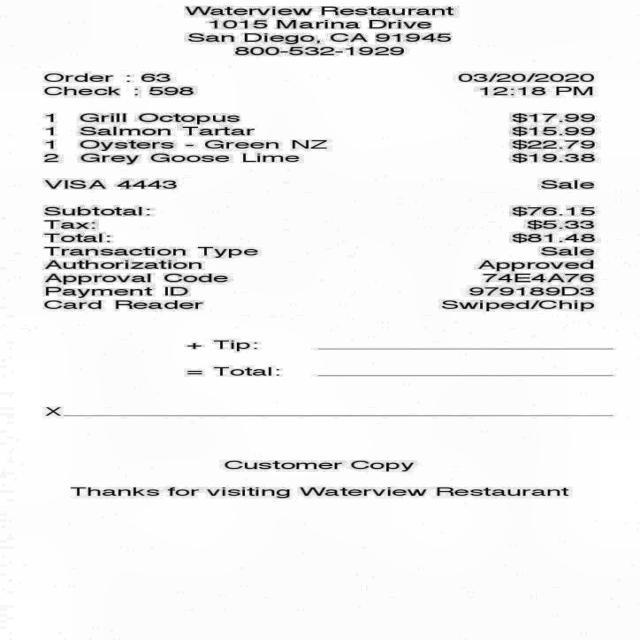 Waterview Restaurant
1015 Marina Drive
San Diego, CA 91945
800-532-1929
Order : 63 03/20/2020
Check : 598 12:18 PM
1 Grill Octopus $17.99
1 Salmon Tartar $15.99
1 Oysters - Green NZ $22.79
2 Grey Goose Lime $19.38
VISA 4443 Sale
Subtotal: $76.15
Tax: $5.33
Total: $81.48
Transaction Type Sale
Authorization Approved
Approval Code 74E4A76
Payment ID 979189D3
Card Reader Swiped/Chip
+ Tip:
= Total:
X
Customer Copy
Thanks for visiting Waterview Restaurant